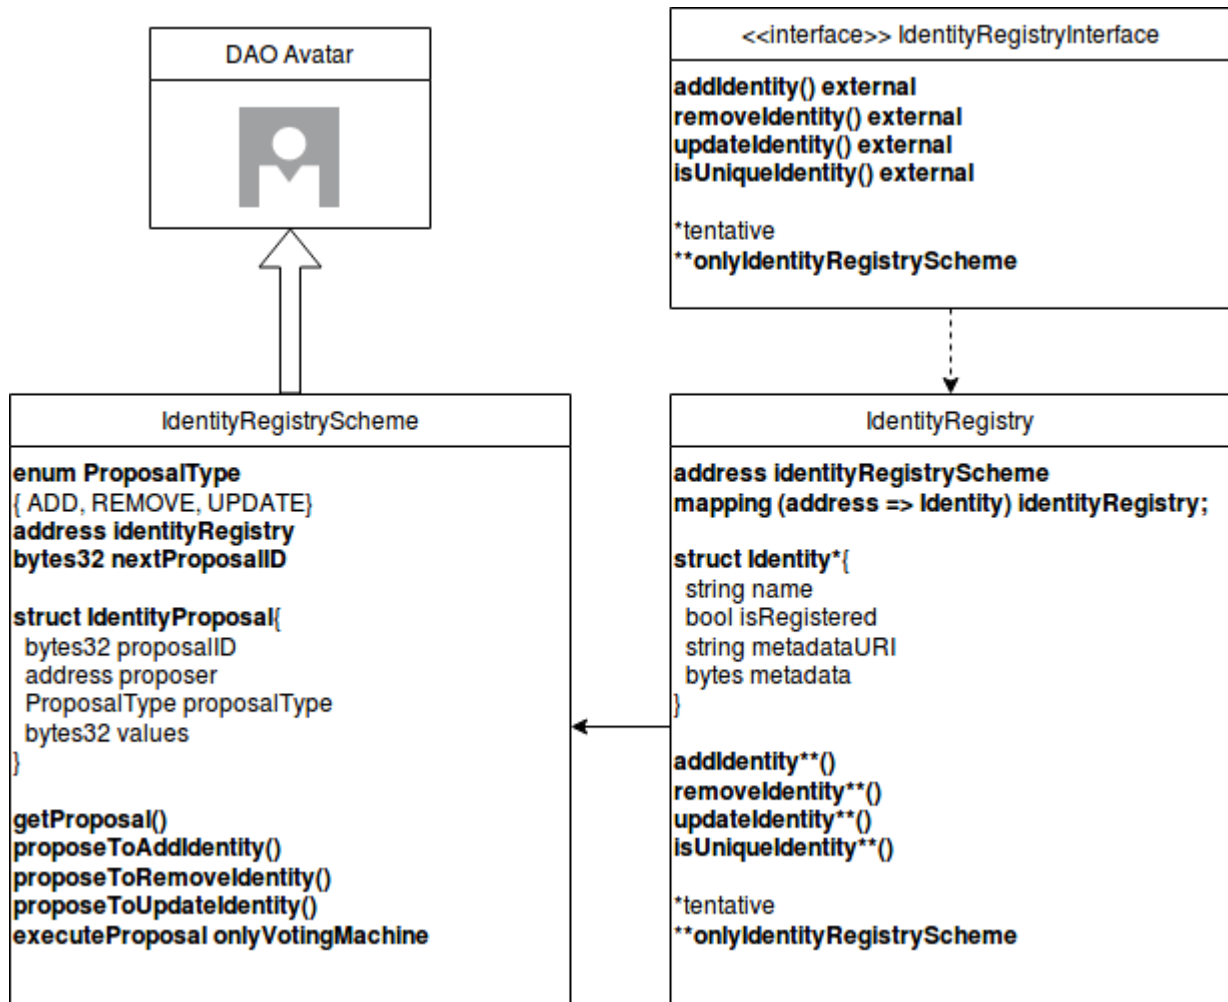 DAO Avatar
<<interface>> IdentityRegistryInterface
addIdentity() external
removeIdentity() external
updateIdentity() external
isUniqueIdentity() external
*tentative
**onlyIdentityRegistryScheme
IdentityRegistryScheme
enum ProposalType
{ ADD, REMOVE, UPDATE}
address identityRegistry
bytes32 nextProposalID
struct IdentityProposal{
bytes32 proposalID
address proposer
ProposalType proposalType
bytes32 values
}
getProposal()
proposeToAddIdentity()
proposeToRemoveIdentity()
proposeToUpdateIdentity()
executeProposal onlyVotingMachine
IdentityRegistry
address identityRegistryScheme
mapping (address => Identity) identityRegistry;
struct Identity*{
string name
bool isRegistered
string metadataURI
bytes metadata
}
addIdentity**()
removeIdentity**()
updateIdentity**()
isUniqueIdentity**()
*tentative
**onlyIdentityRegistryScheme